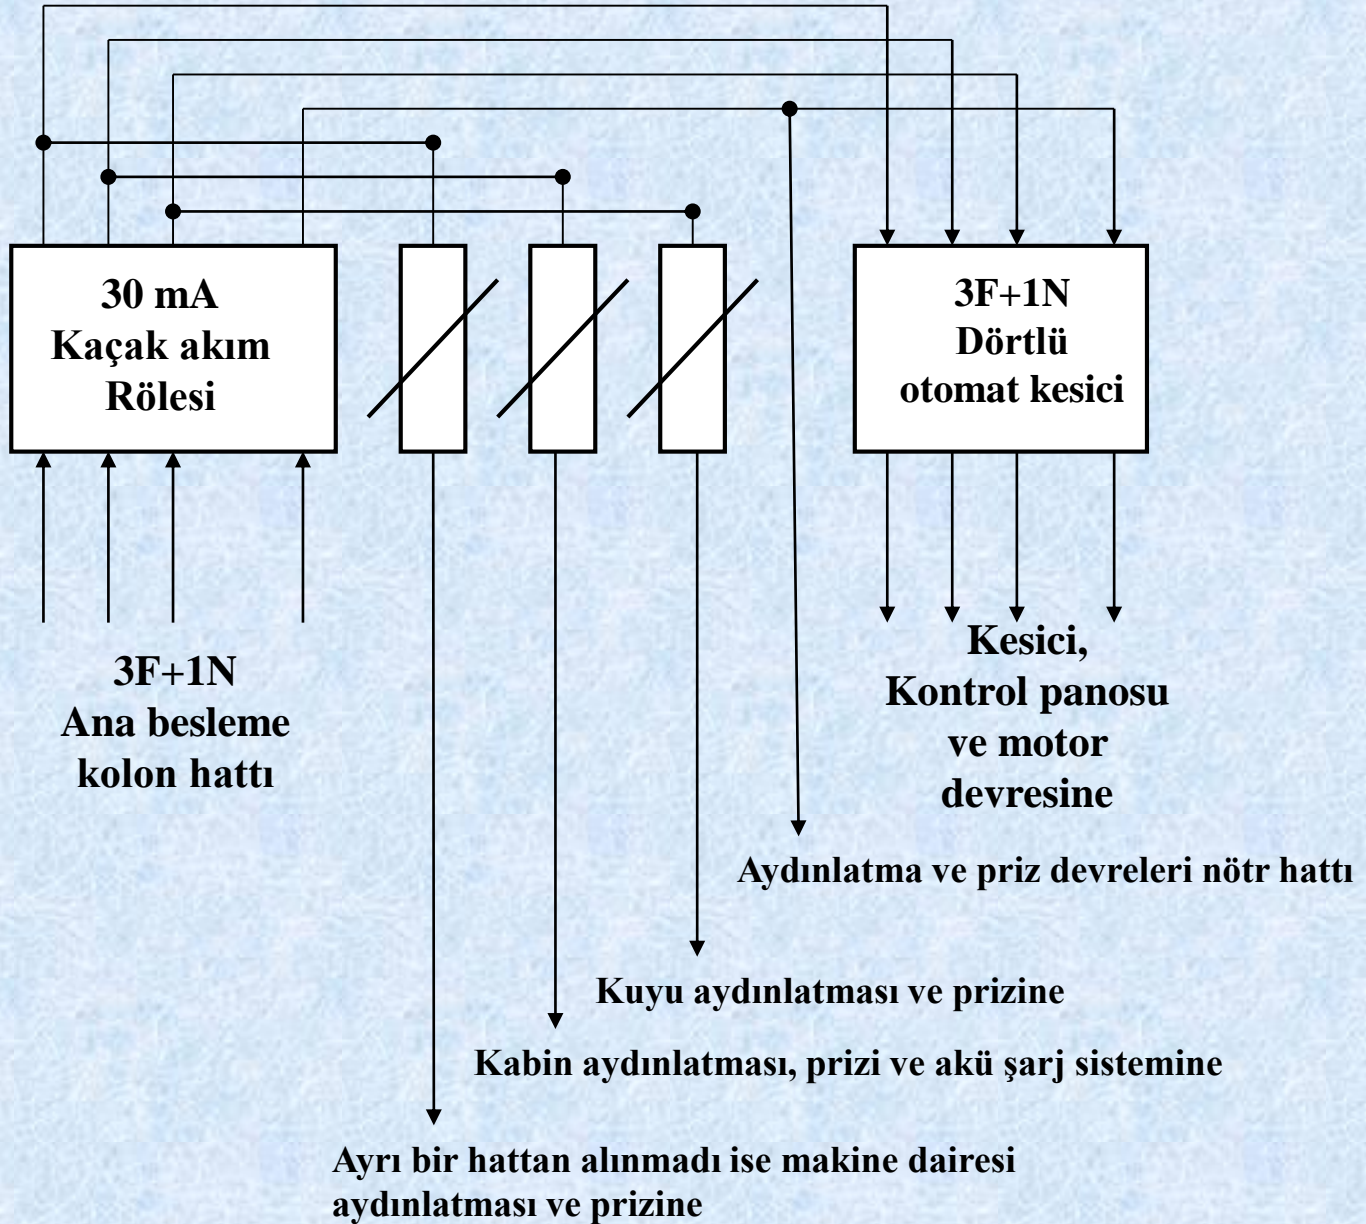 30 mA
Kaçak akım
Rölesi
3F+1N
Dörtlü
otomat kesici
3F+1N
Ana besleme
kolon hattı
Kesici,
Kontrol panosu
ve motor
devresine
Aydınlatma ve priz devreleri nötr hattı
Kuyu aydınlatması ve prizine
Kabin aydınlatması, prizi ve akü şarj sistemine
Ayrı bir hattan alınmadı ise makine dairesi
aydınlatması ve prizine